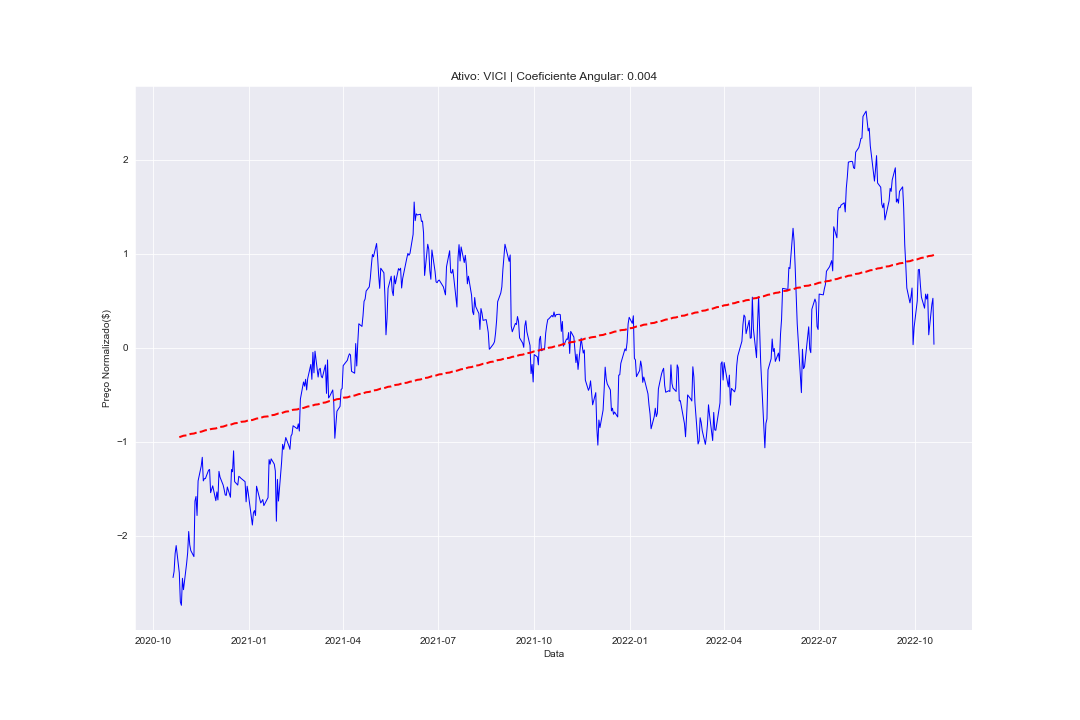 Ativo: VICI | Coeficiente Angular: 0.004
Preço Normalizado($)
2
1
0
−1
−2
2020-10 2021-01 2021-04 2021-07 2021-10 2022-01 2022-04 2022-07 2022-10
Data